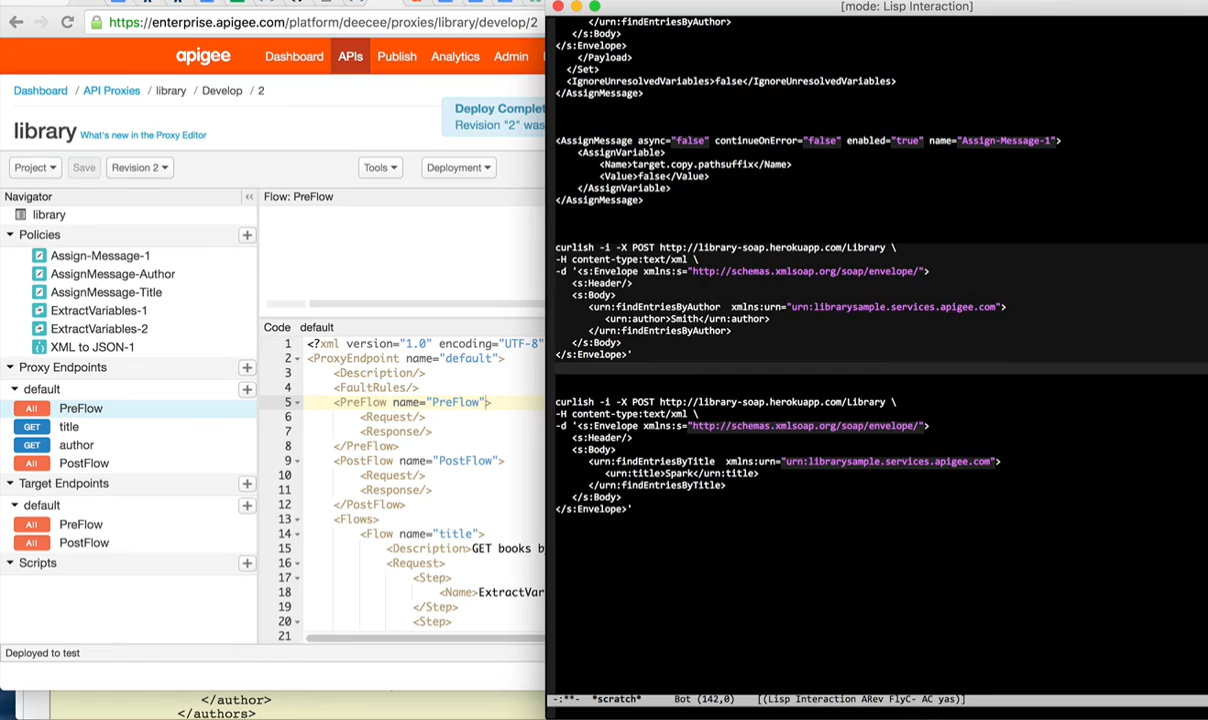 https://enterprise.apigee.com/platform/deecee/proxies/library/develop/2
apigee
Dashboard
APIs
Publish
Analytics
Admin
Dashboard / API Proxies / library / Develop / 2
Deploy Complet
Revision "2" was
library
What's new in the Proxy Editor
Project
Save
Revision 2
Tools
Deployment
Navigator
library
Policies
Assign-Message-1
AssignMessage-Author
AssignMessage-Title
ExtractVariables-1
ExtractVariables-2
XML to JSON-1
Proxy Endpoints
default
All PreFlow
GET title
GET author
All PostFlow
Target Endpoints
default
All PreFlow
All PostFlow
Scripts
Flow: PreFlow
Code default
1 <?xml version="1.0" encoding="UTF-8"
2 <ProxyEndpoint name="default">
3 <Description/>
4 <FaultRules/>
5 <PreFlow name="PreFlow">
6 <Request/>
7 <Response/>
8 </PreFlow>
9 <PostFlow name="PostFlow">
10 <Request/>
11 <Response/>
12 </PostFlow>
13 <Flows>
14 <Flow name="title">
15 <Description>GET books b
16 <Request>
17 <Step>
18 <Name>ExtractVar
19 </Step>
20 <Step>
21
Deployed to test
</author>
</authors>
[mode: Lisp Interaction]
</urn:findEntriesByAuthor>
</s:Body>
</s:Envelope>
</Payload>
</Set>
<IgnoreUnresolvedVariables>false</IgnoreUnresolvedVariables>
</AssignMessage>
<AssignMessage async="false" continueOnError="false" enabled="true" name="Assign-Message-1">
<AssignVariable>
<Name>target.copy.pathsuffix</Name>
<Value>false</Value>
</AssignVariable>
</AssignMessage>
curlish -i -X POST http://library-soap.herokuapp.com/Library \
-H content-type:text/xml \
-d '<s:Envelope xmlns:s="http://schemas.xmlsoap.org/soap/envelope/">
<s:Header/>
<s:Body>
<urn:findEntriesByAuthor xmlns:urn="urn:librarysample.services.apigee.com">
<urn:author>Smith</urn:author>
</urn:findEntriesByAuthor>
</s:Body>
</s:Envelope>'
curlish -i -X POST http://library-soap.herokuapp.com/Library \
-H content-type:text/xml \
-d '<s:Envelope xmlns:s="http://schemas.xmlsoap.org/soap/envelope/">
<s:Header/>
<s:Body>
<urn:findEntriesByTitle xmlns:urn="urn:librarysample.services.apigee.com">
<urn:title>Spark</urn:title>
</urn:findEntriesByTitle>
</s:Body>
</s:Envelope>'
-:**- *scratch* Bot (142,0) [(Lisp Interaction ARev FlyC- AC yas)]